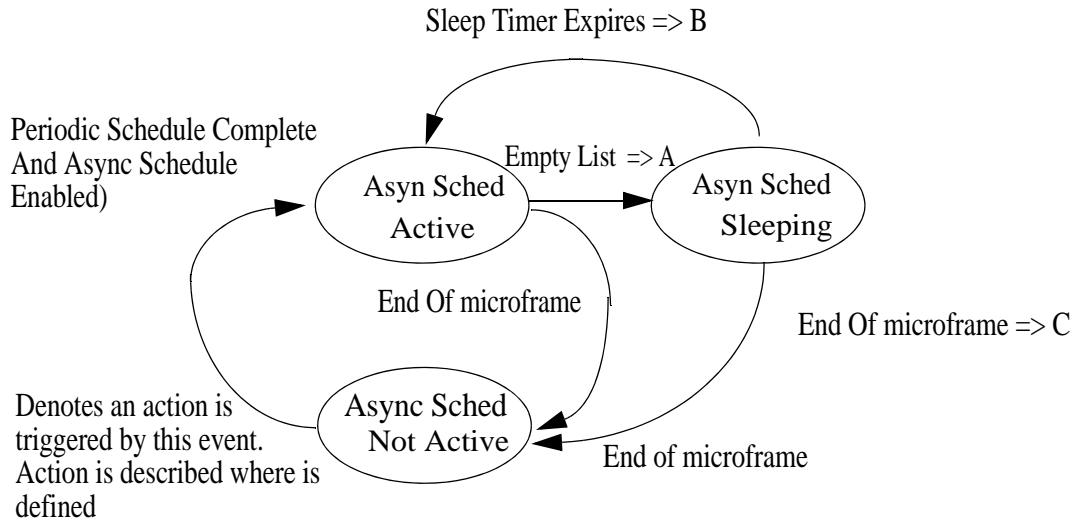 Sleep Timer Expires => B
Periodic Schedule Complete
And Async Schedule
Enabled)
Empty List => A
Asyn Sched
Active
Asyn Sched
Sleeping
End Of microframe
End Of microframe => C
Async Sched
Not Active
Denotes an action is
triggered by this event.
Action is described where is
defined
End of microframe